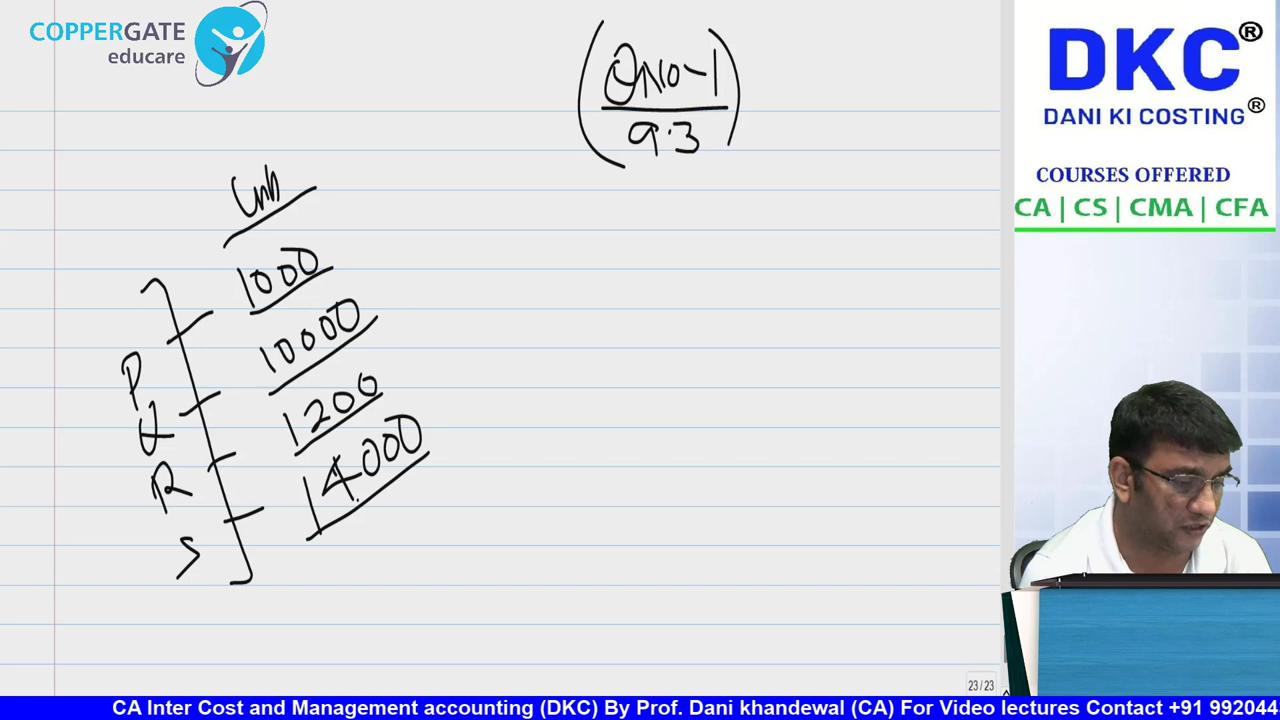 COPPERGATE
educare
Q.No-1
9.3
Unit
1000
10000
1200
14000
P
Q
R
S
DKC®
DANI KI COSTING®
COURSES OFFERED
CA | CS | CMA | CFA
23 / 23
CA Inter Cost and Management accounting (DKC) By Prof. Dani khandewal (CA) For Video lectures Contact +91 992044